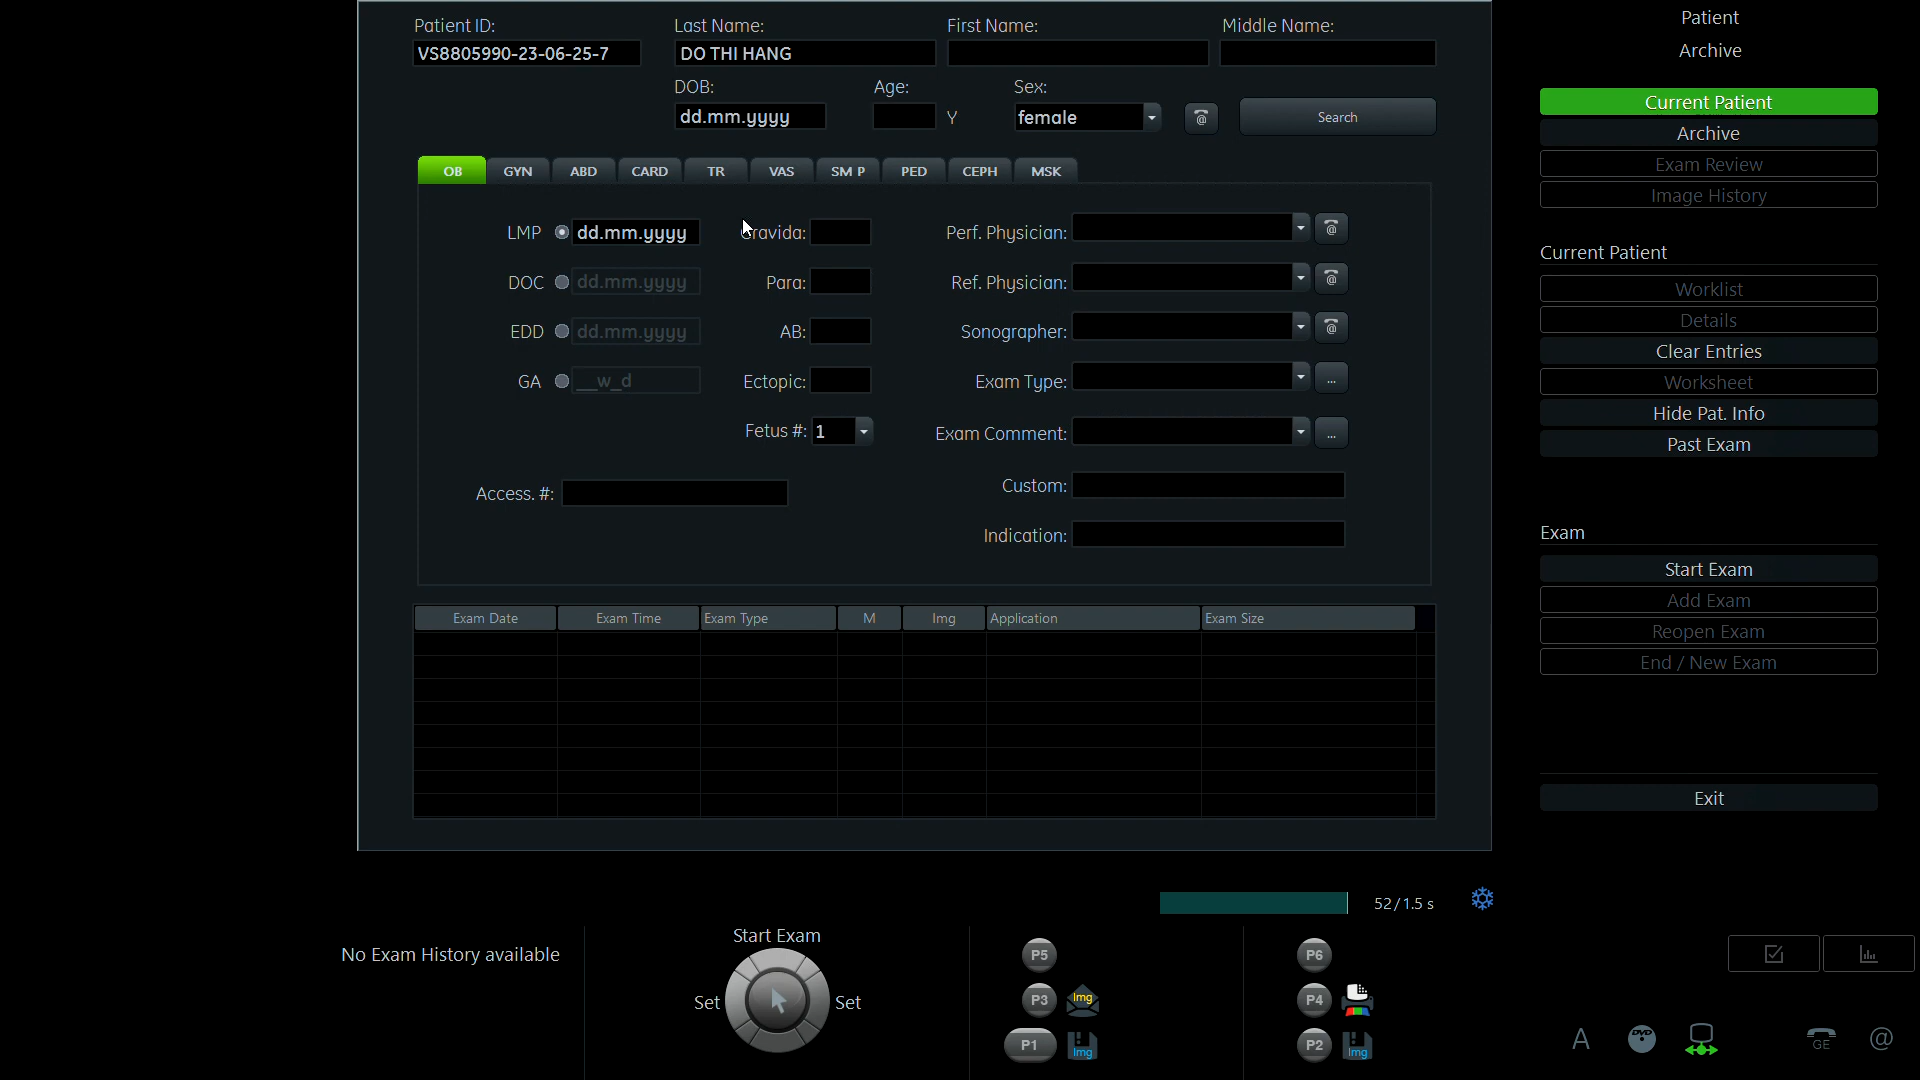 Patient ID: Last Name: First Name: Middle Name:
VS8805990-23-06-25-7 DO THI HANG
DOB: Age: Sex:
dd.mm.yyyy Y female @ Search
OB GYN ABD CARD TR VAS SM P PED CEPH MSK
LMP dd.mm.yyyy Gravida: Perf. Physician: @
DOC dd.mm.yyyy Para: Ref. Physician: @
EDD dd.mm.yyyy AB: Sonographer: @
GA __w_d Ectopic: Exam Type: ...
Fetus #: 1 Exam Comment: ...
Access. #: Custom:
Indication:
Exam Date Exam Time Exam Type M Img Application Exam Size
52/1.5 s
No Exam History available
Start Exam
Set Set
P5
P3 Img
P1 Img
P6
P4
P2 Img
Patient
Archive
Current Patient
Archive
Exam Review
Image History
Current Patient
Worklist
Details
Clear Entries
Worksheet
Hide Pat. Info
Past Exam
Exam
Start Exam
Add Exam
Reopen Exam
End / New Exam
Exit
A DVD GE @